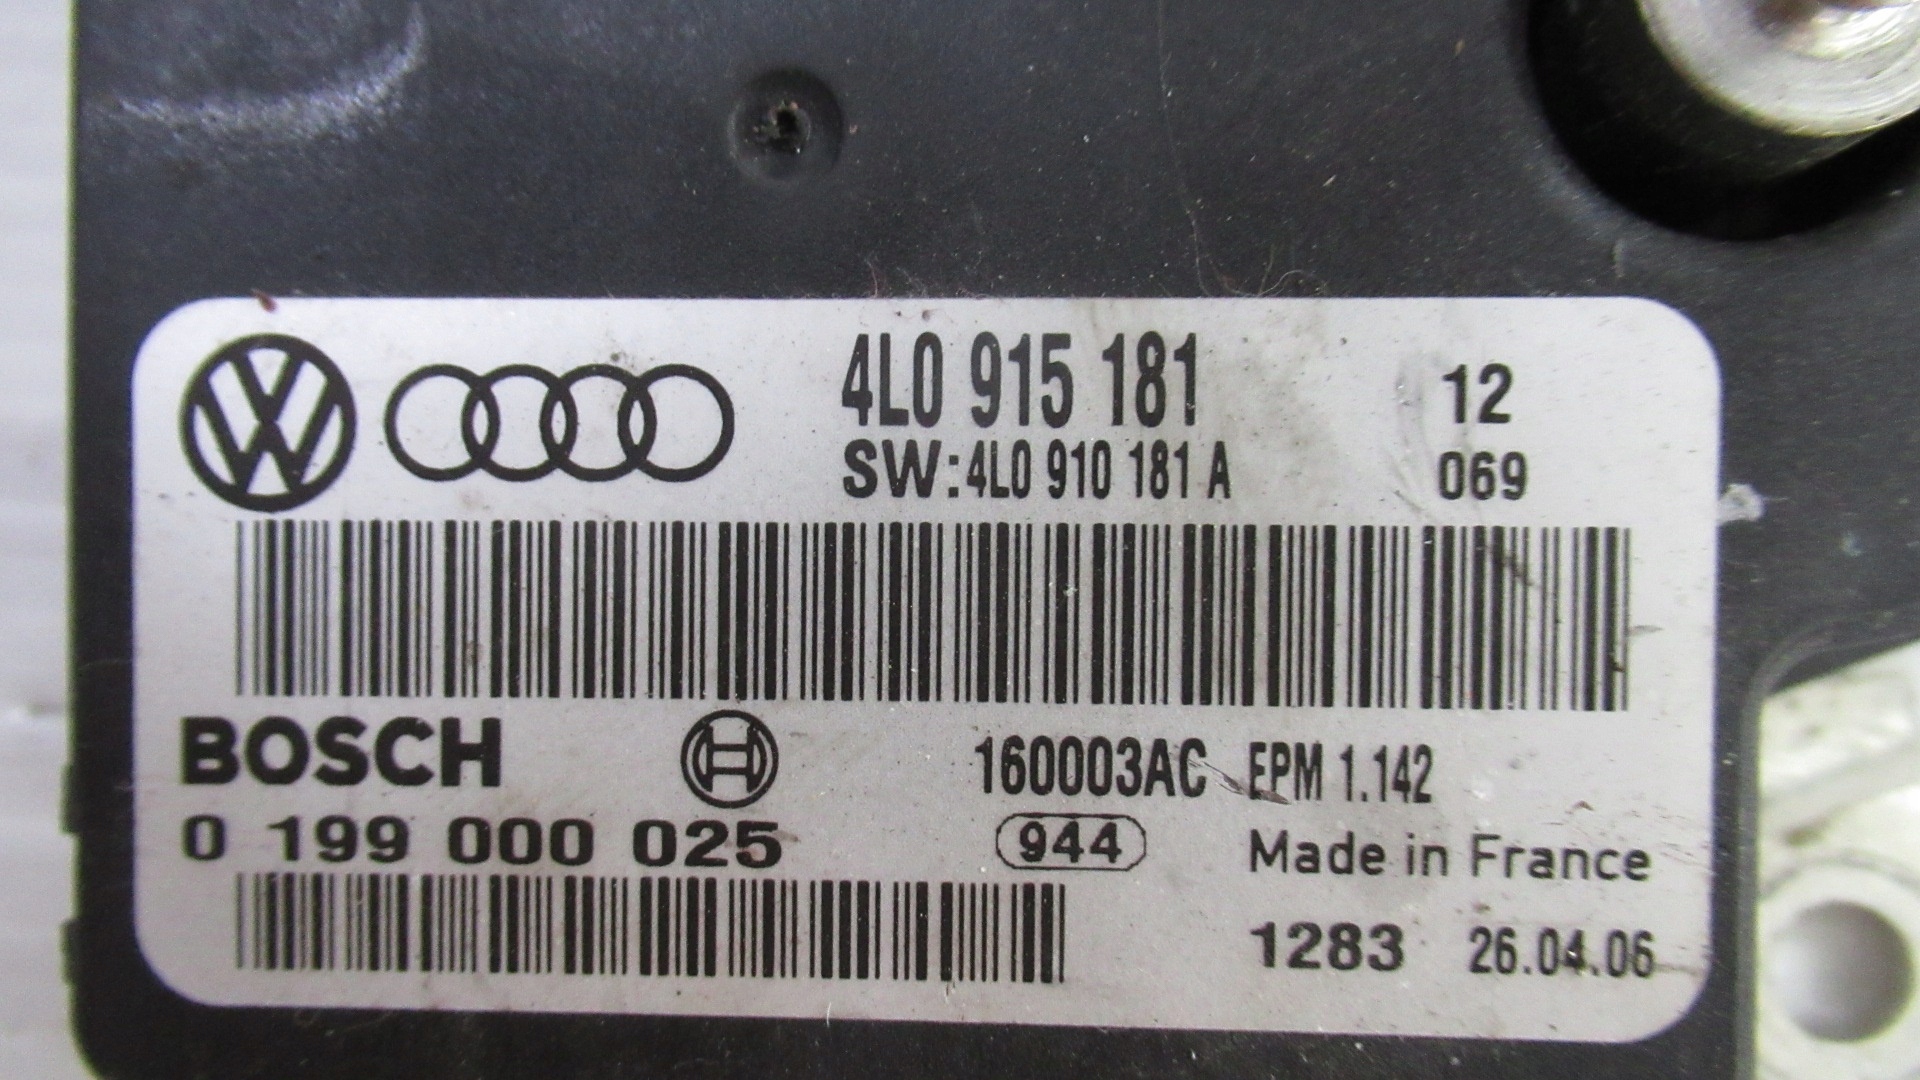 4L0 915 181 12
SW:4L0 910 181 A 069
BOSCH 160003AC EPM 1.142
0 199 000 025 944 Made in France
1283 26.04.06